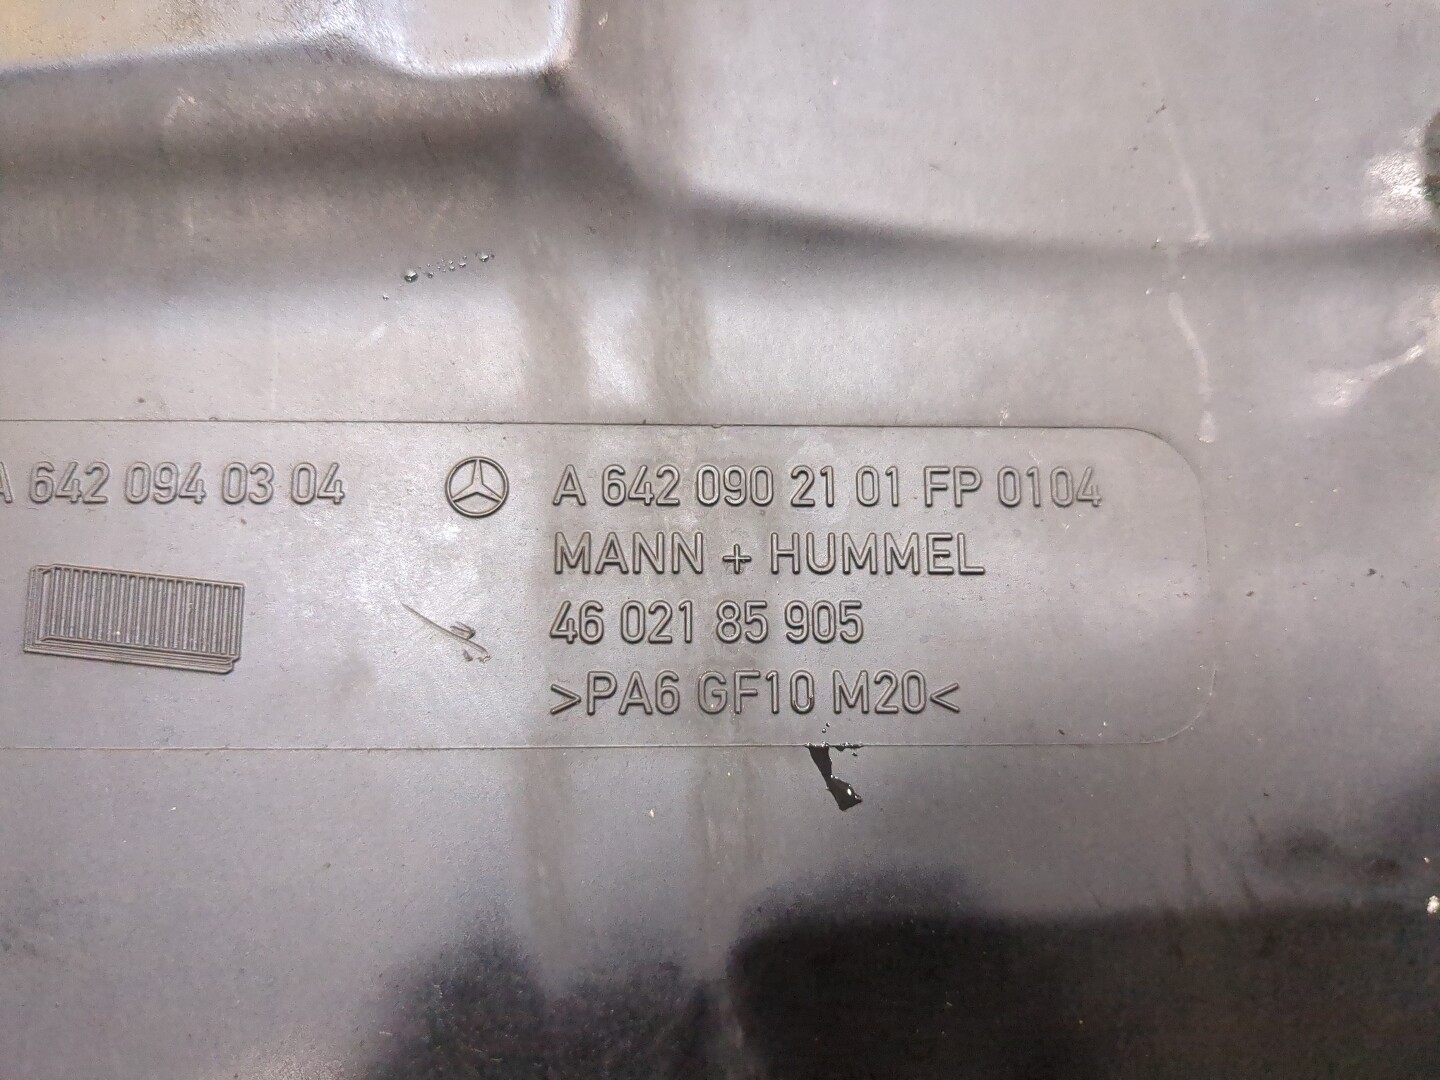 A 642 094 03 04
A 642 090 21 01 FP 0104
MANN + HUMMEL
46 021 85 905
>PA6 GF10 M20<